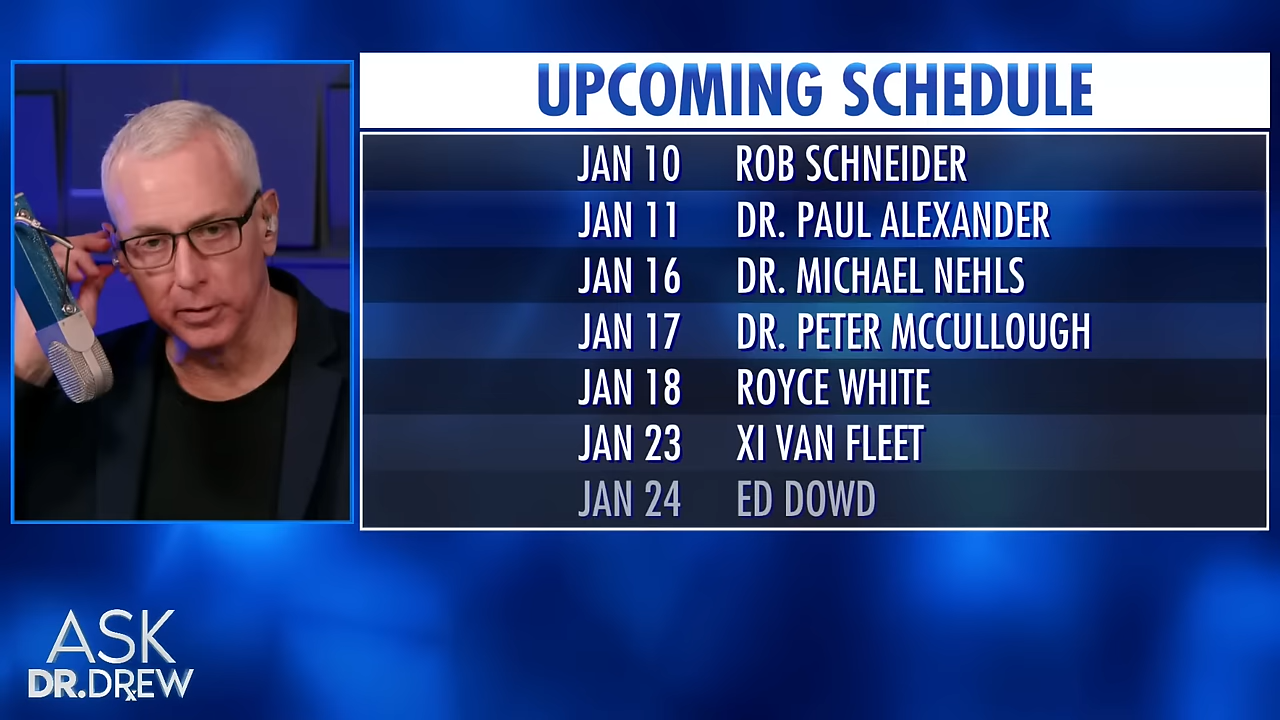 UPCOMING SCHEDULE
JAN 10 ROB SCHNEIDER
JAN 11 DR. PAUL ALEXANDER
JAN 16 DR. MICHAEL NEHLS
JAN 17 DR. PETER MCCULLOUGH
JAN 18 ROYCE WHITE
JAN 23 XI VAN FLEET
JAN 24 ED DOWD
ASK
DR.DREW